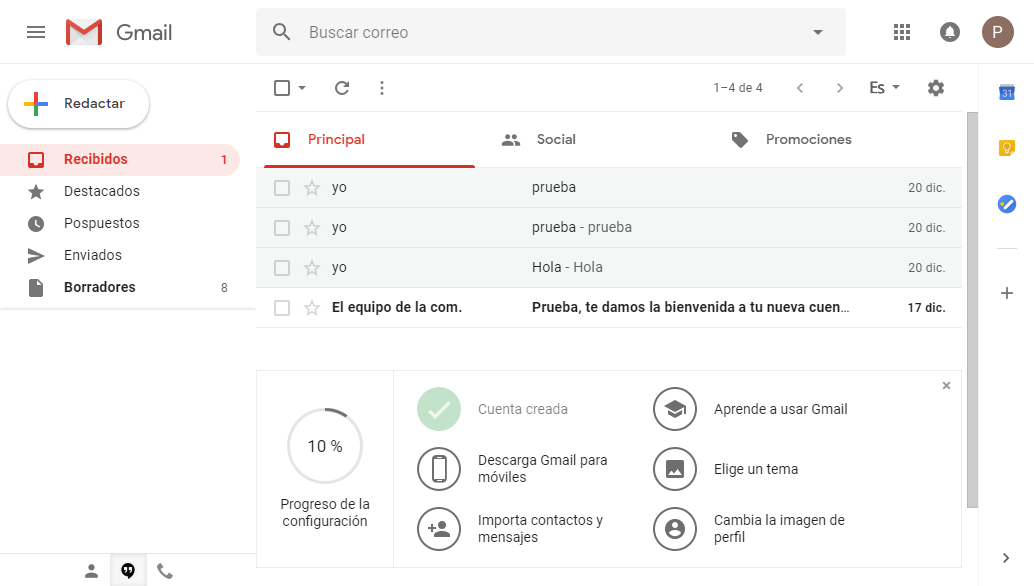 Gmail
Buscar correo
P
Redactar
1–4 de 4
Es
31
Recibidos 1
Destacados
Pospuestos
Enviados
Borradores 8
Principal
Social
Promociones
yo prueba 20 dic.
yo prueba - prueba 20 dic.
yo Hola - Hola 20 dic.
El equipo de la com. Prueba, te damos la bienvenida a tu nueva cuen… 17 dic.
10 %
Progreso de la
configuración
Cuenta creada
Aprende a usar Gmail
Descarga Gmail para
móviles
Elige un tema
Importa contactos y
mensajes
Cambia la imagen de
perfil